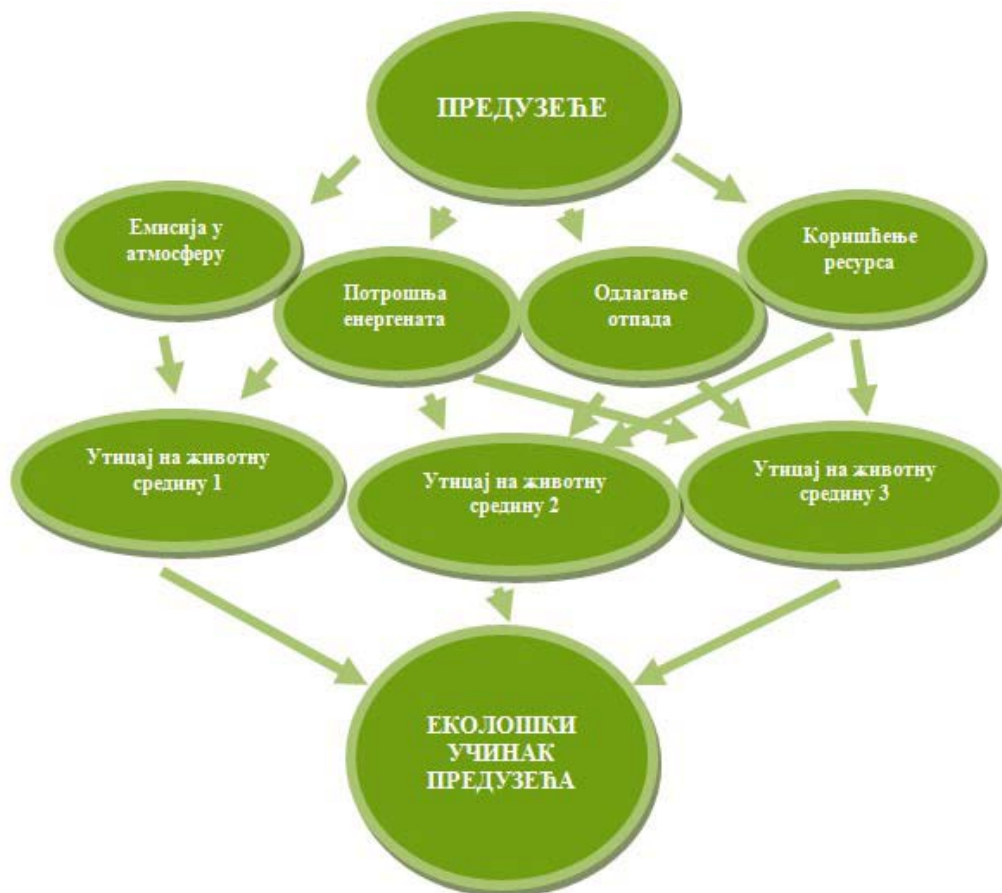 ПРЕДУЗЕЋЕ
Емисија у
атмосферу
Потрошња
енергената
Одлагање
отпада
Коришћење
ресурса
Утицај на животну
средину 1
Утицај на животну
средину 2
Утицај на животну
средину 3
ЕКОЛОШКИ
УЧИНАК
ПРЕДУЗЕЋА